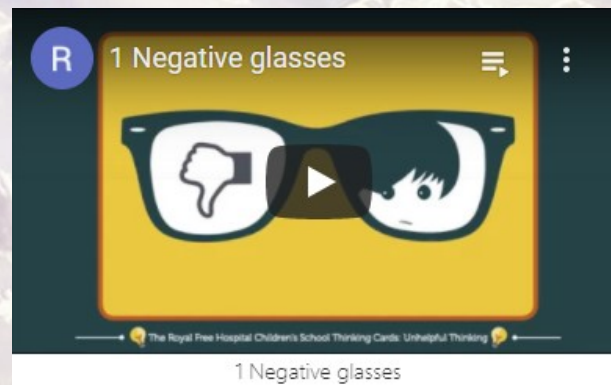 R 1 Negative glasses
The Royal Free Hospital Children's School Thinking Cards: Unhelpful Thinking
1 Negative glasses